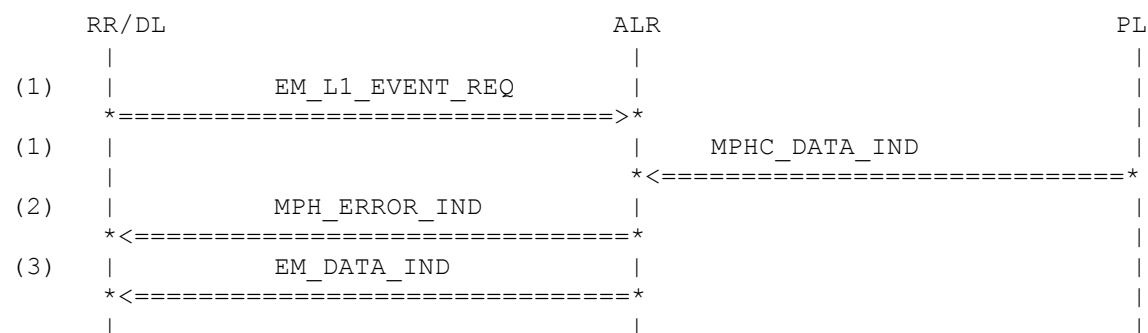 RR/DL ALR PL
| | |
(1) | EM_L1_EVENT_REQ | |
*===============================>* |
(1) | | MPHC_DATA_IND |
| *<=============================*
(2) | MPH_ERROR_IND | |
*<===============================* |
(3) | EM_DATA_IND | |
*<===============================* |
| | |